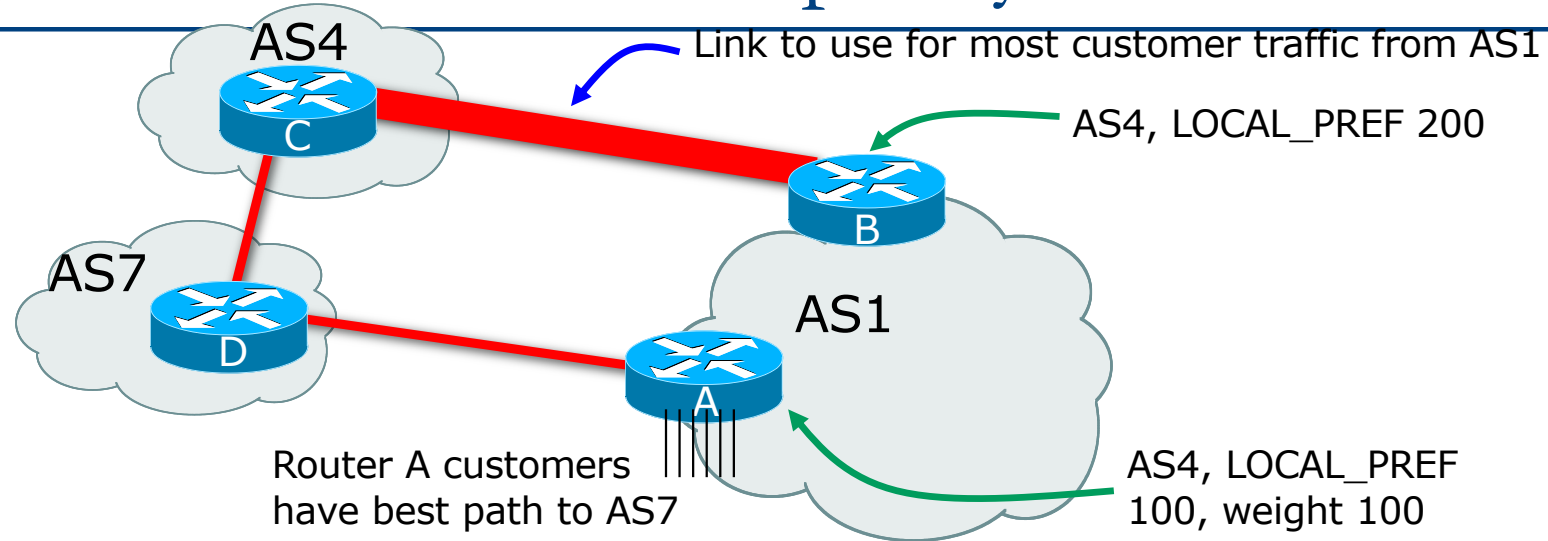 AS4
Link to use for most customer traffic from AS1
C
AS4, LOCAL_PREF 200
B
AS7
AS1
D
A
Router A customers
have best path to AS7
AS4, LOCAL_PREF
100, weight 100